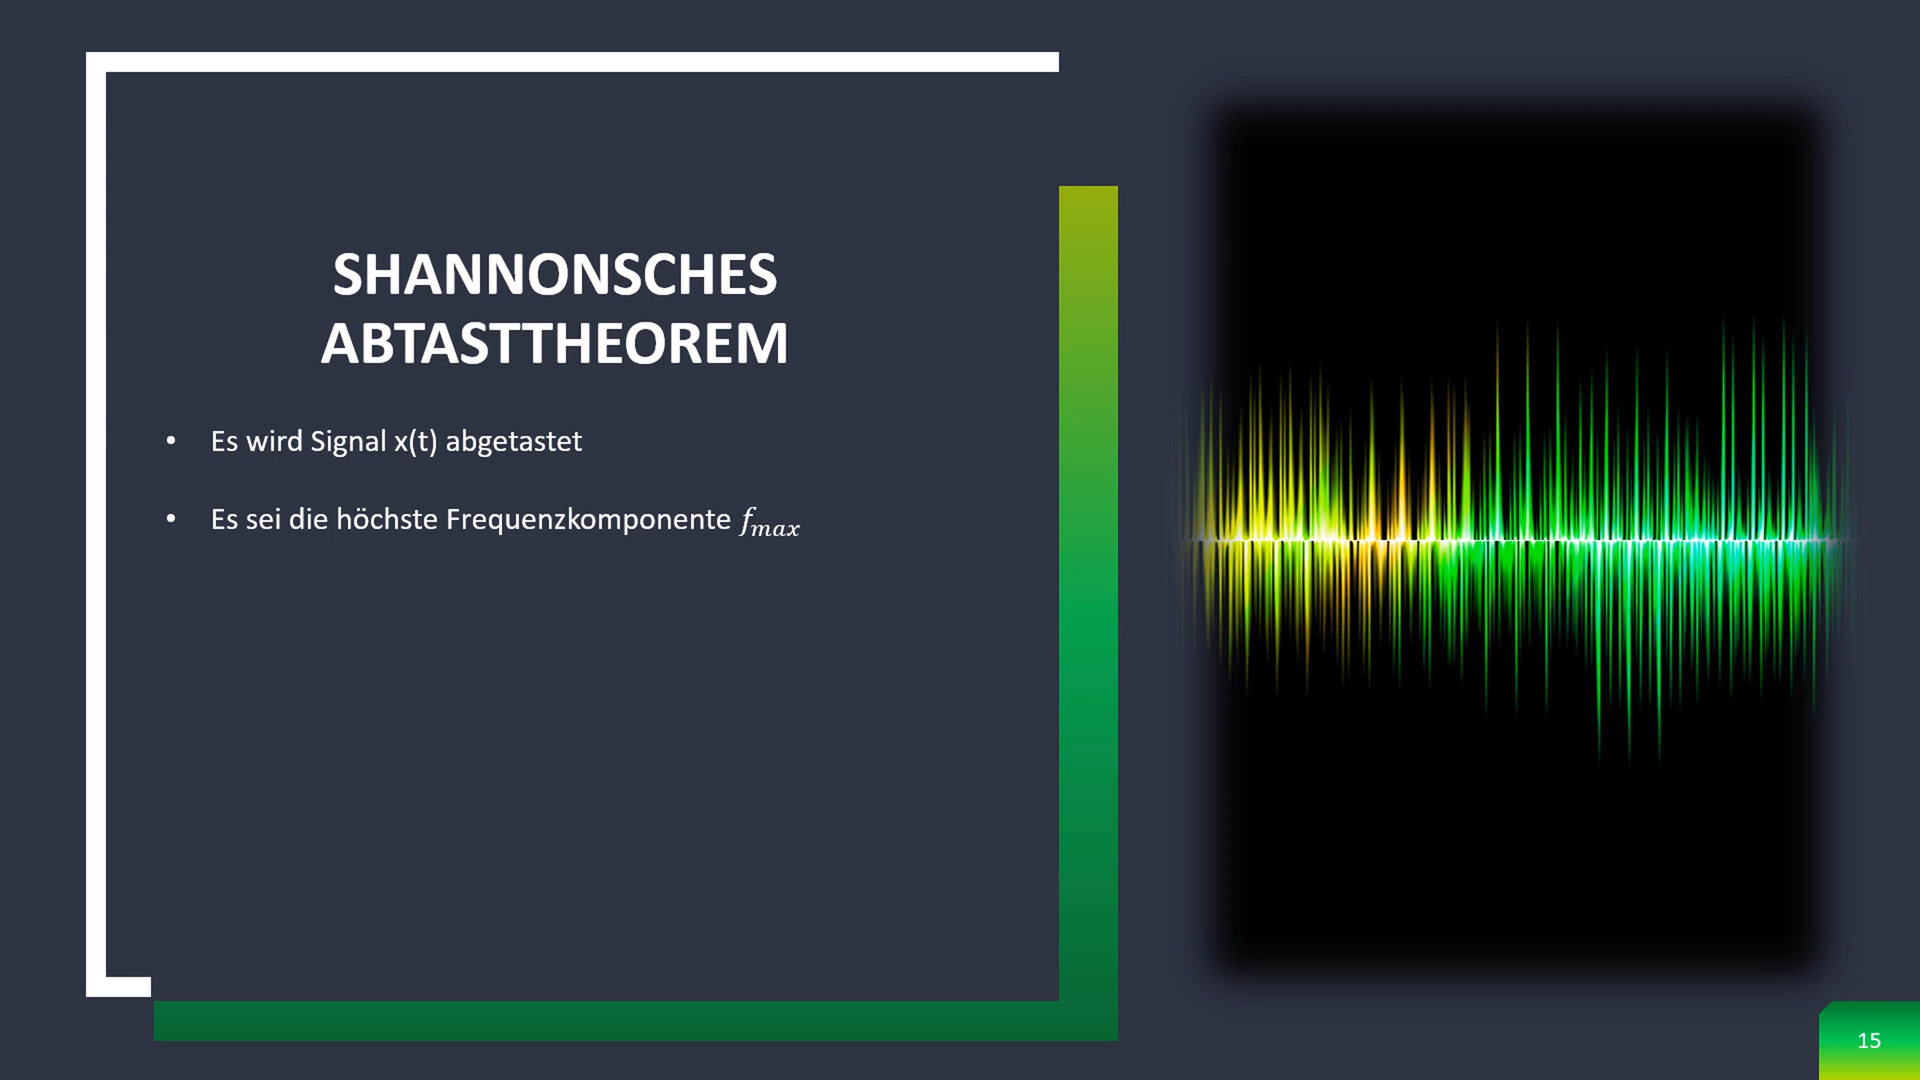 SHANNONSCHES
ABTASTTHEOREM
• Es wird Signal x(t) abgetastet
• Es sei die höchste Frequenzkomponente f_max
15